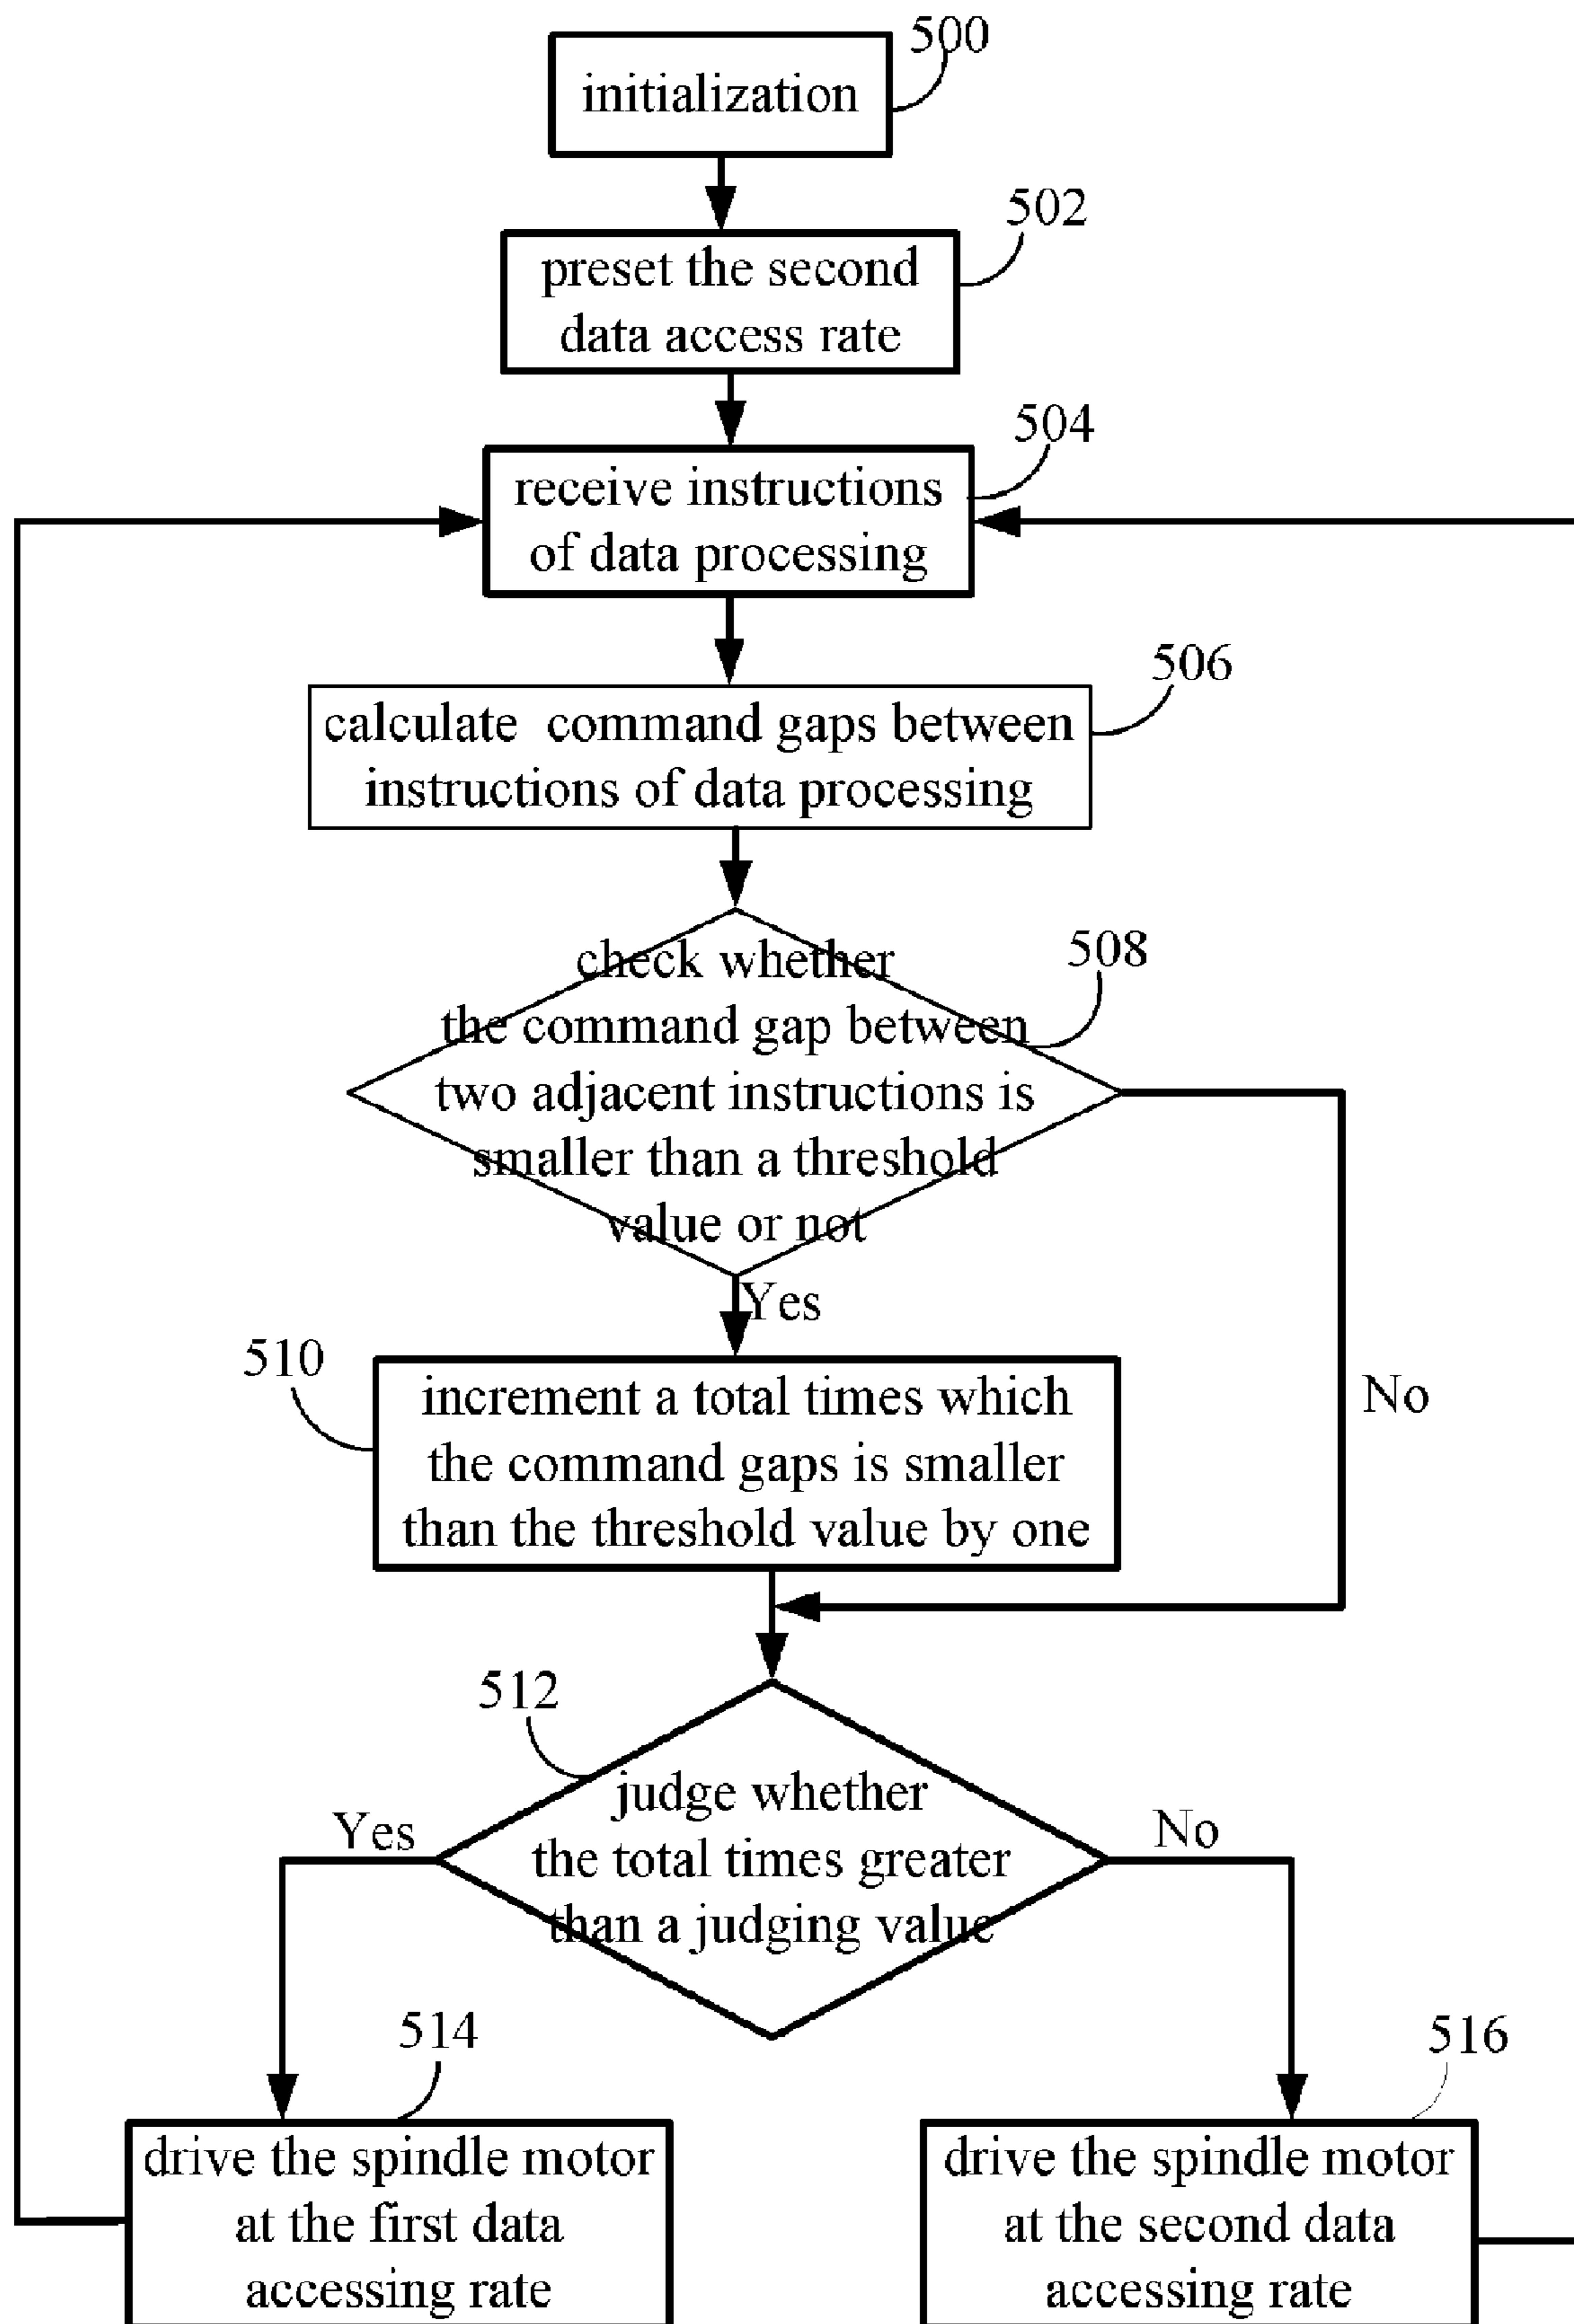 500
initialization
502
preset the second
data access rate
504
receive instructions
of data processing
506
calculate command gaps between
instructions of data processing
508
check whether
the command gap between
two adjacent instructions is
smaller than a threshold
value or not
Yes
No
510
increment a total times which
the command gaps is smaller
than the threshold value by one
512
judge whether
the total times greater
than a judging value
Yes
No
514
drive the spindle motor
at the first data
accessing rate
516
drive the spindle motor
at the second data
accessing rate